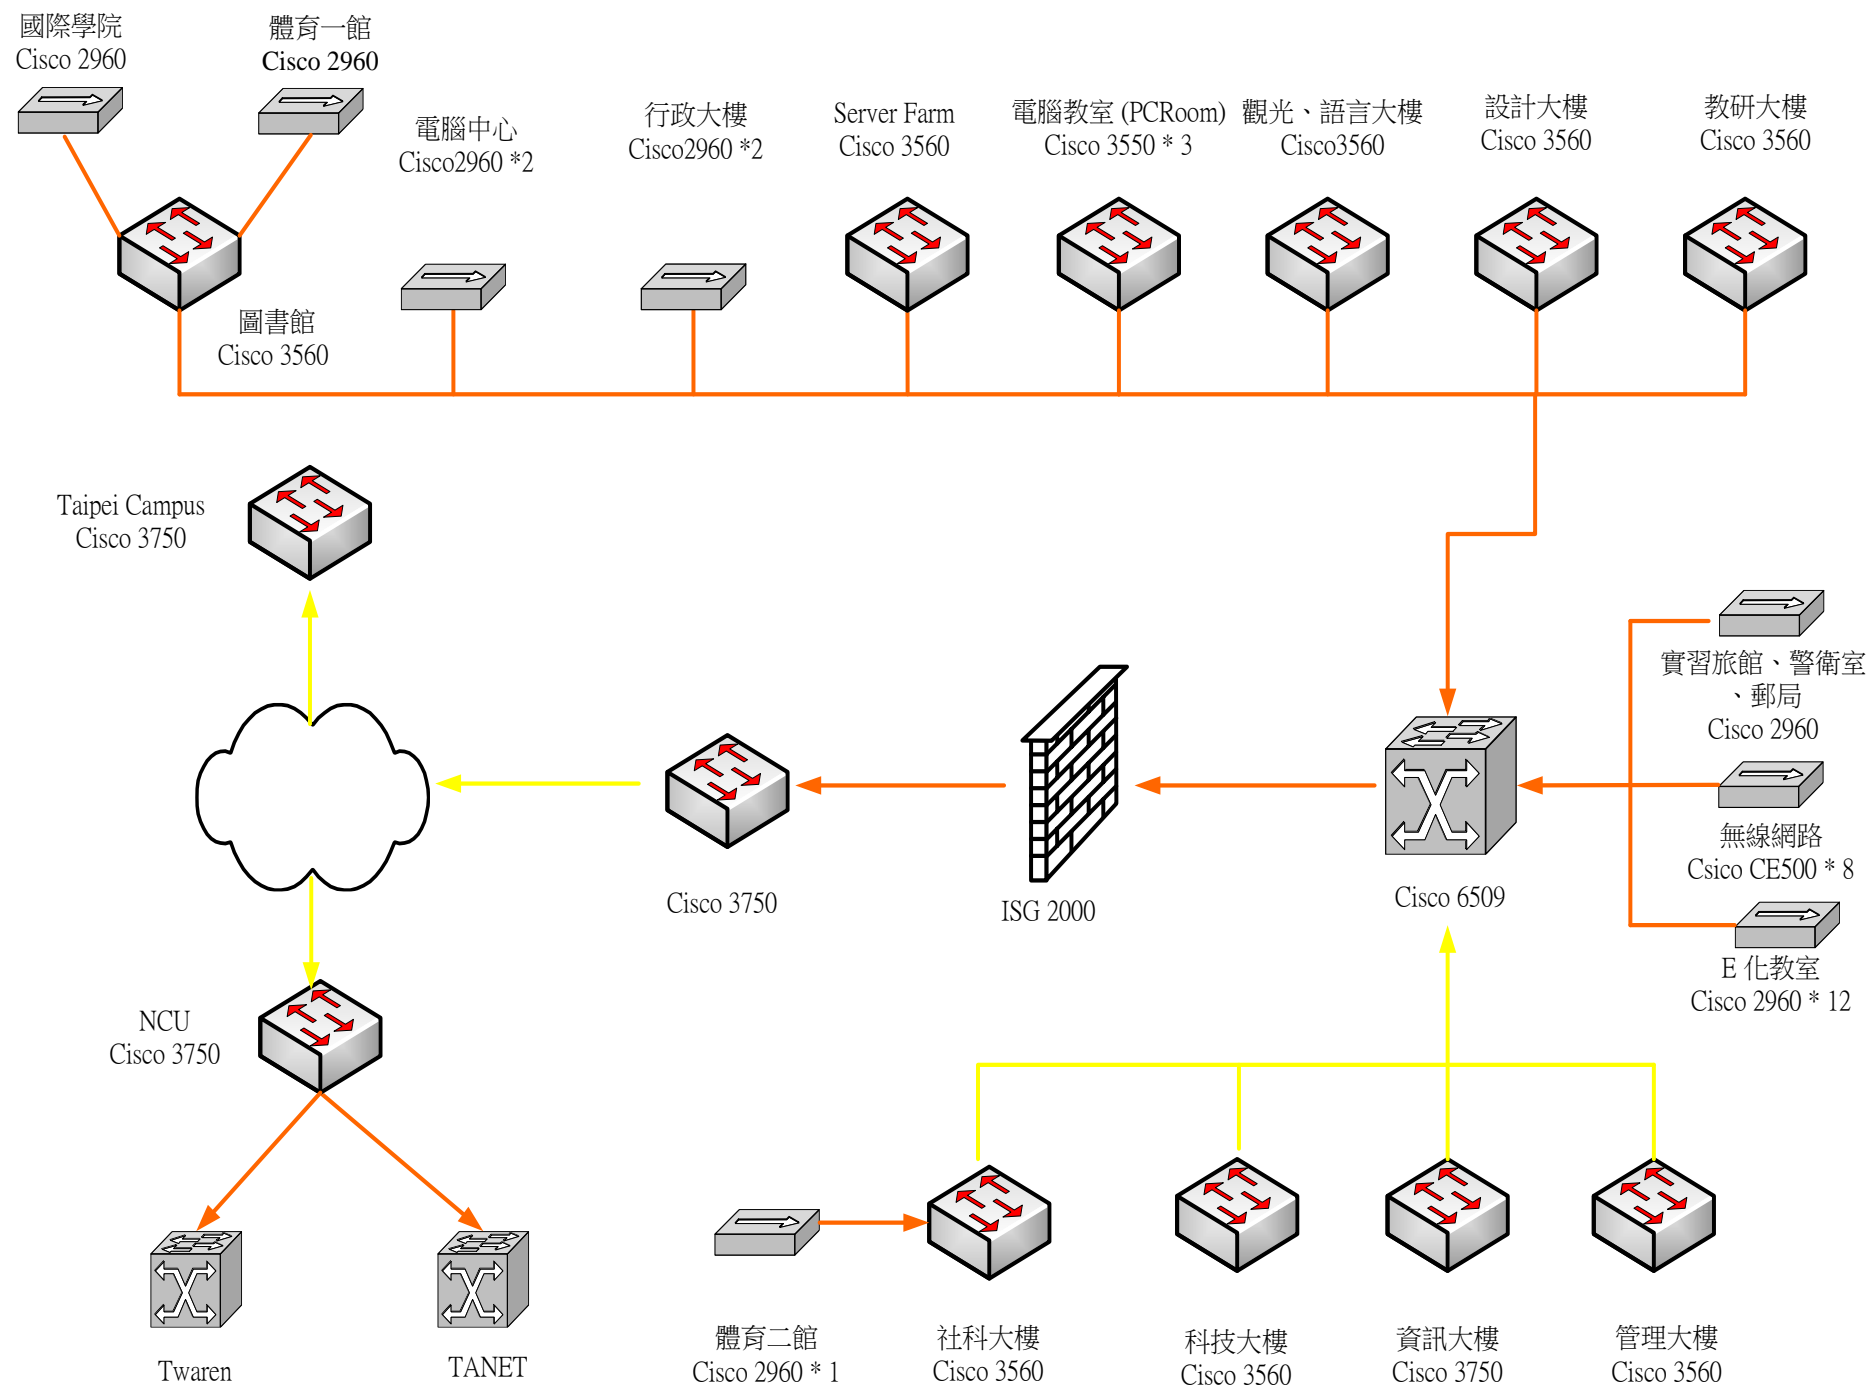 國際學院
Cisco 2960
體育一館
Cisco 2960
電腦中心
Cisco2960 *2
行政大樓
Cisco2960 *2
Server Farm
Cisco 3560
電腦教室 (PCRoom)
Cisco 3550 * 3
觀光、語言大樓
Cisco3560
設計大樓
Cisco 3560
教研大樓
Cisco 3560
圖書館
Cisco 3560
Taipei Campus
Cisco 3750
實習旅館、警衛室
、郵局
Cisco 2960
無線網路
Csico CE500 * 8
Cisco 3750
ISG 2000
Cisco 6509
E 化教室
Cisco 2960 * 12
NCU
Cisco 3750
Twaren
TANET
體育二館
Cisco 2960 * 1
社科大樓
Cisco 3560
科技大樓
Cisco 3560
資訊大樓
Cisco 3750
管理大樓
Cisco 3560